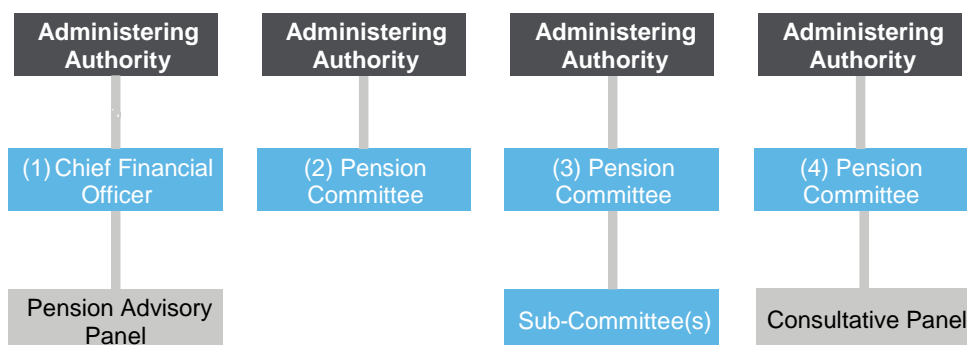 Administering
Authority
Administering
Authority
Administering
Authority
Administering
Authority
(1) Chief Financial
Officer
(2) Pension
Committee
(3) Pension
Committee
(4) Pension
Committee
Pension Advisory
Panel
Sub-Committee(s)
Consultative Panel